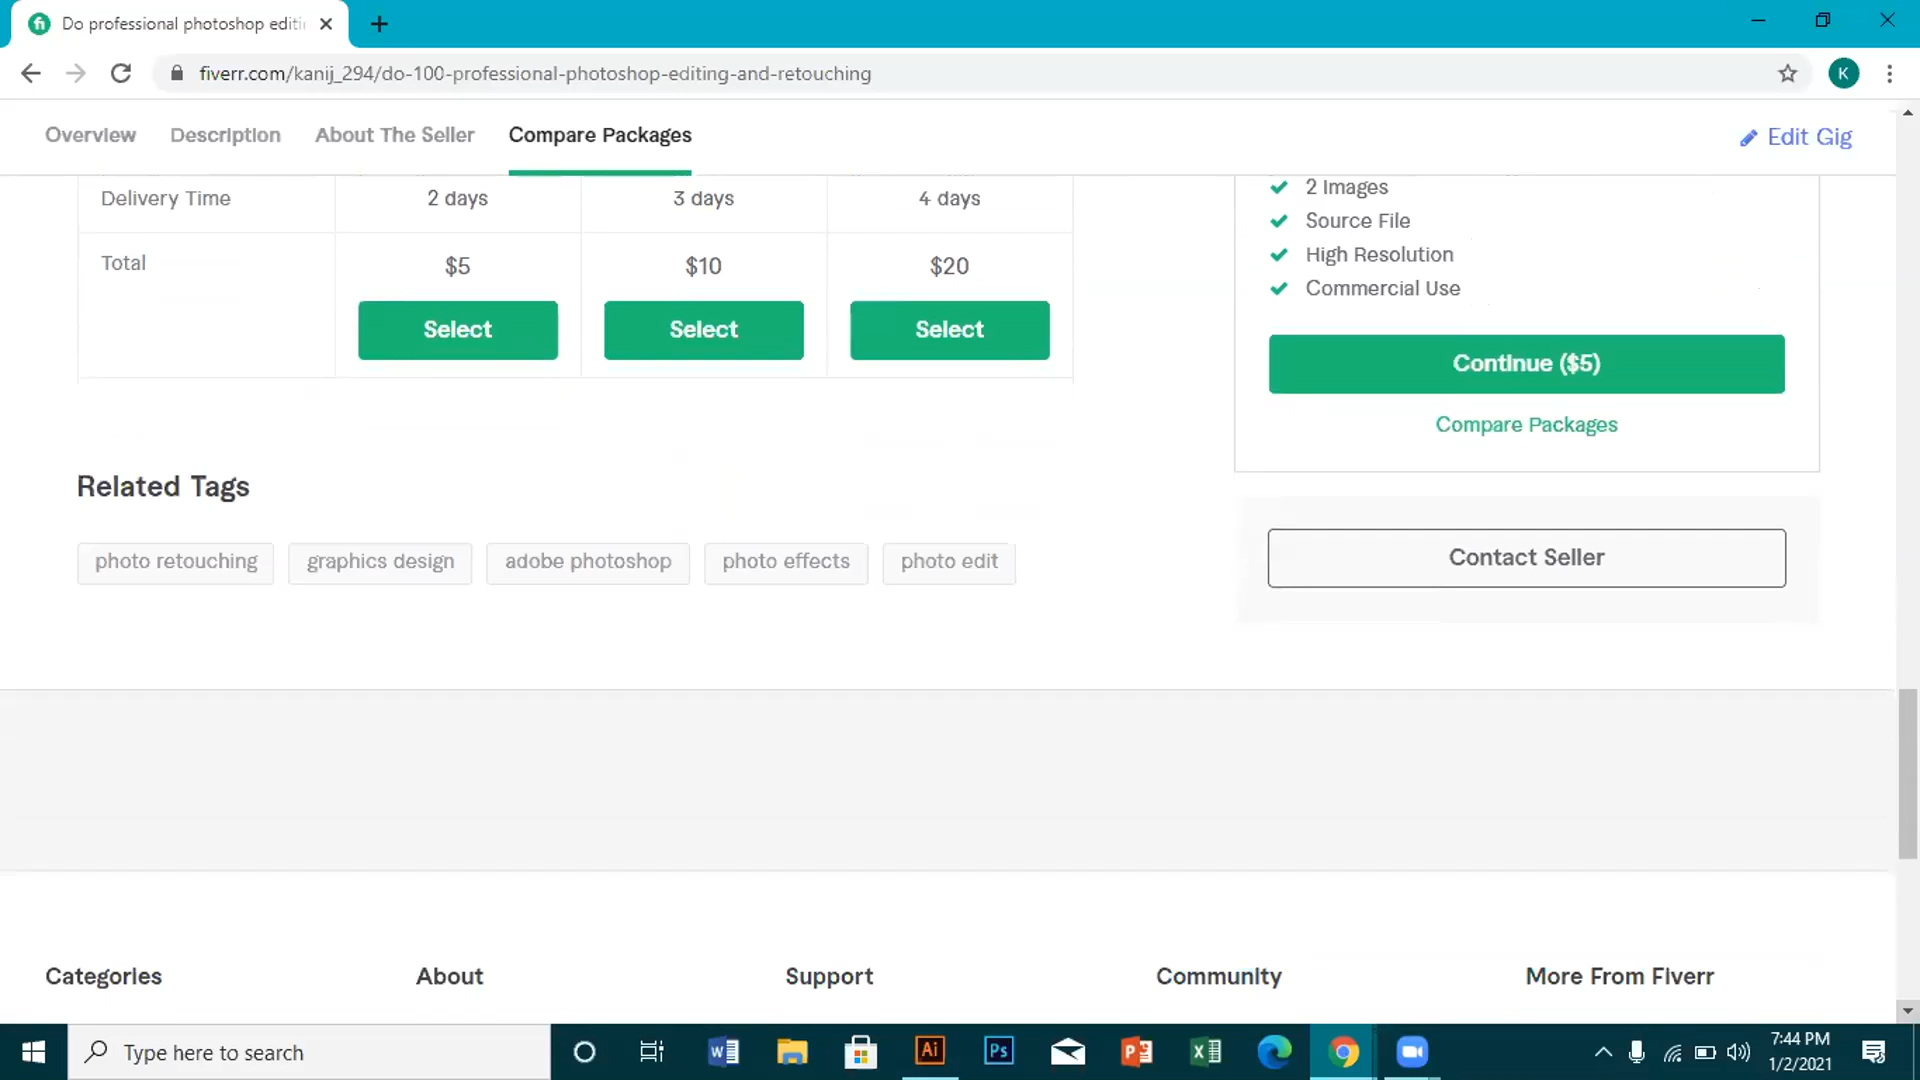 Do professional photoshop editi
fiverr.com/kanij_294/do-100-professional-photoshop-editing-and-retouching
K
Overview Description About The Seller Compare Packages Edit Gig
Delivery Time 2 days 3 days 4 days
Total $5 $10 $20
Select Select Select
2 Images
Source File
High Resolution
Commercial Use
Continue ($5)
Compare Packages
Related Tags
photo retouching graphics design adobe photoshop photo effects photo edit
Contact Seller
Categories About Support Community More From Fiverr
Type here to search
Ai
Ps
7:44 PM
1/2/2021